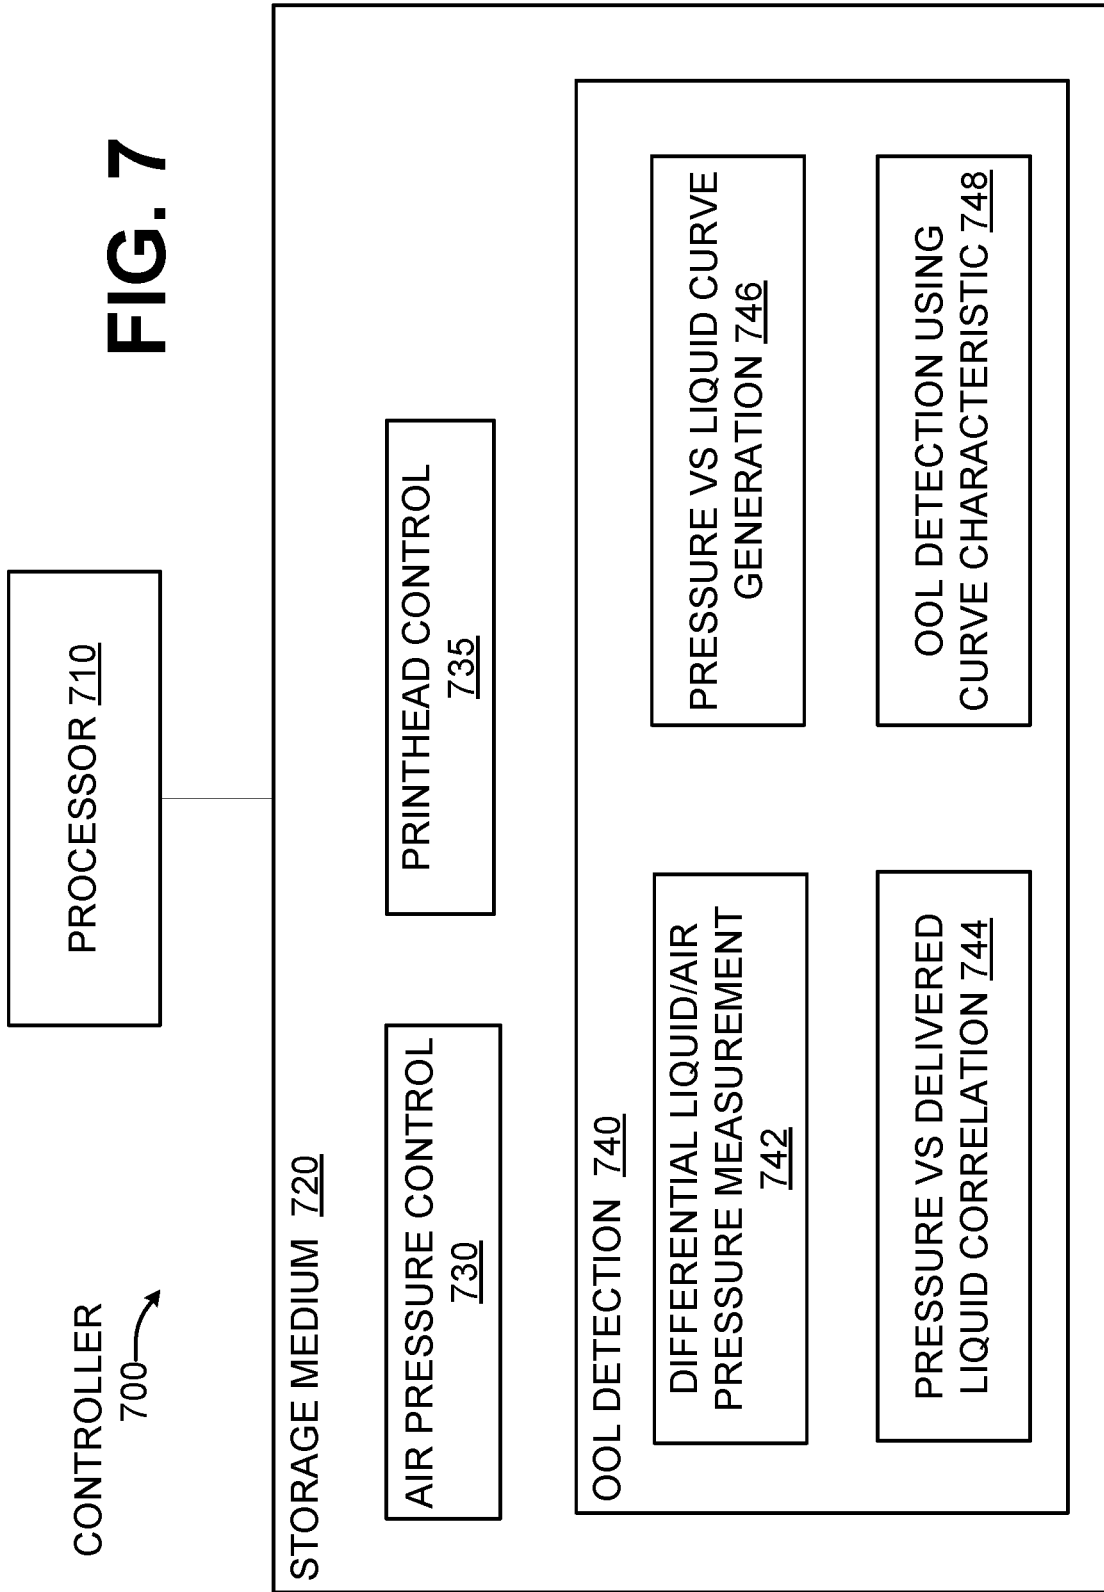 FIG. 7
CONTROLLER
700
PROCESSOR 710
STORAGE MEDIUM 720
AIR PRESSURE CONTROL
730
PRINTHEAD CONTROL
735
OOL DETECTION 740
DIFFERENTIAL LIQUID/AIR
PRESSURE MEASUREMENT
742
PRESSURE VS LIQUID CURVE
GENERATION 746
PRESSURE VS DELIVERED
LIQUID CORRELATION 744
OOL DETECTION USING
CURVE CHARACTERISTIC 748